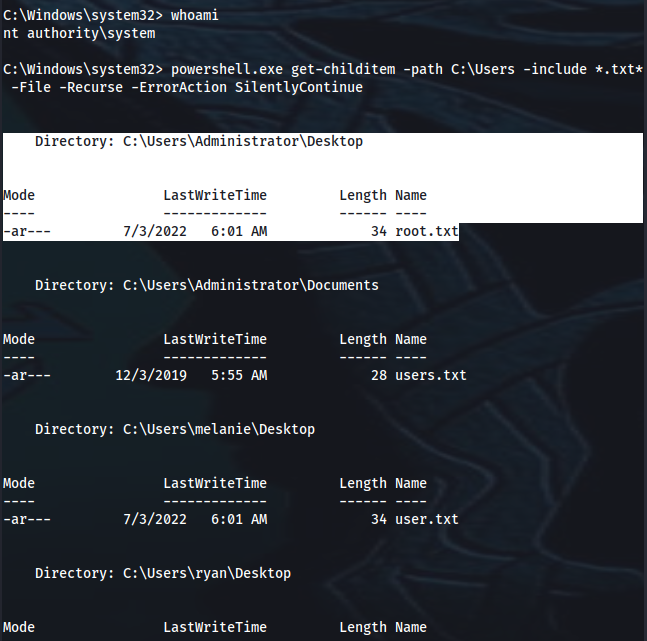 C:\Windows\system32> whoami
nt authority\system
C:\Windows\system32> powershell.exe get-childitem -path C:\Users -include *.txt*
 -File -Recurse -ErrorAction SilentlyContinue
    Directory: C:\Users\Administrator\Desktop
Mode                LastWriteTime         Length Name
----                -------------         ------ ----
-ar---         7/3/2022   6:01 AM             34 root.txt
    Directory: C:\Users\Administrator\Documents
Mode                LastWriteTime         Length Name
----                -------------         ------ ----
-ar---        12/3/2019   5:55 AM             28 users.txt
    Directory: C:\Users\melanie\Desktop
Mode                LastWriteTime         Length Name
----                -------------         ------ ----
-ar---         7/3/2022   6:01 AM             34 user.txt
    Directory: C:\Users\ryan\Desktop
Mode                LastWriteTime         Length Name